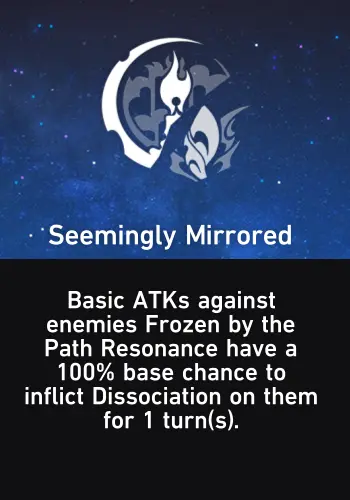 Seemingly Mirrored
Basic ATKs against
enemies Frozen by the
Path Resonance have a
100% base chance to
inflict Dissociation on them
for 1 turn(s).